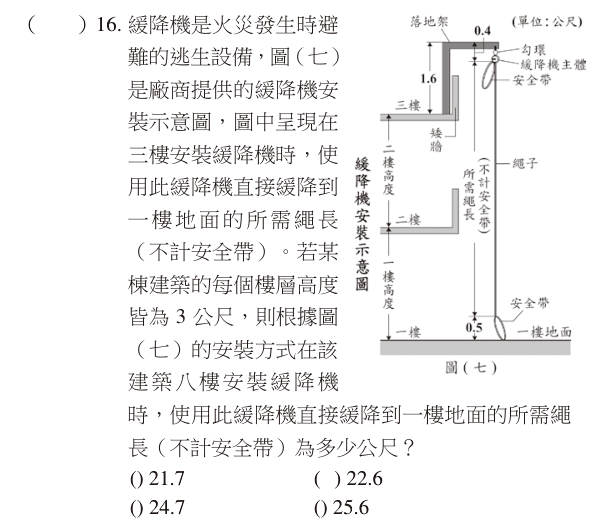 (　　) 16. 緩降機是火災發生時避
難的逃生設備，圖(七)
是廠商提供的緩降機安
裝示意圖，圖中呈現在
三樓安裝緩降機時，使
用此緩降機直接緩降到
一樓地面的所需繩長
(不計安全帶)。若某
棟建築的每個樓層高度
皆為 3 公尺，則根據圖
(七)的安裝方式在該
建築八樓安裝緩降機
時，使用此緩降機直接緩降到一樓地面的所需繩
長(不計安全帶)為多少公尺？
() 21.7
( ) 22.6
() 24.7
() 25.6
落地架
0.4
(單位：公尺)
勾環
緩降機主體
安全帶
1.6
三樓
矮牆
二樓高度
緩降機安裝示意圖
所需繩長
(不計安全帶)
繩子
二樓
一樓高度
安全帶
0.5
一樓
一樓地面
圖(七)